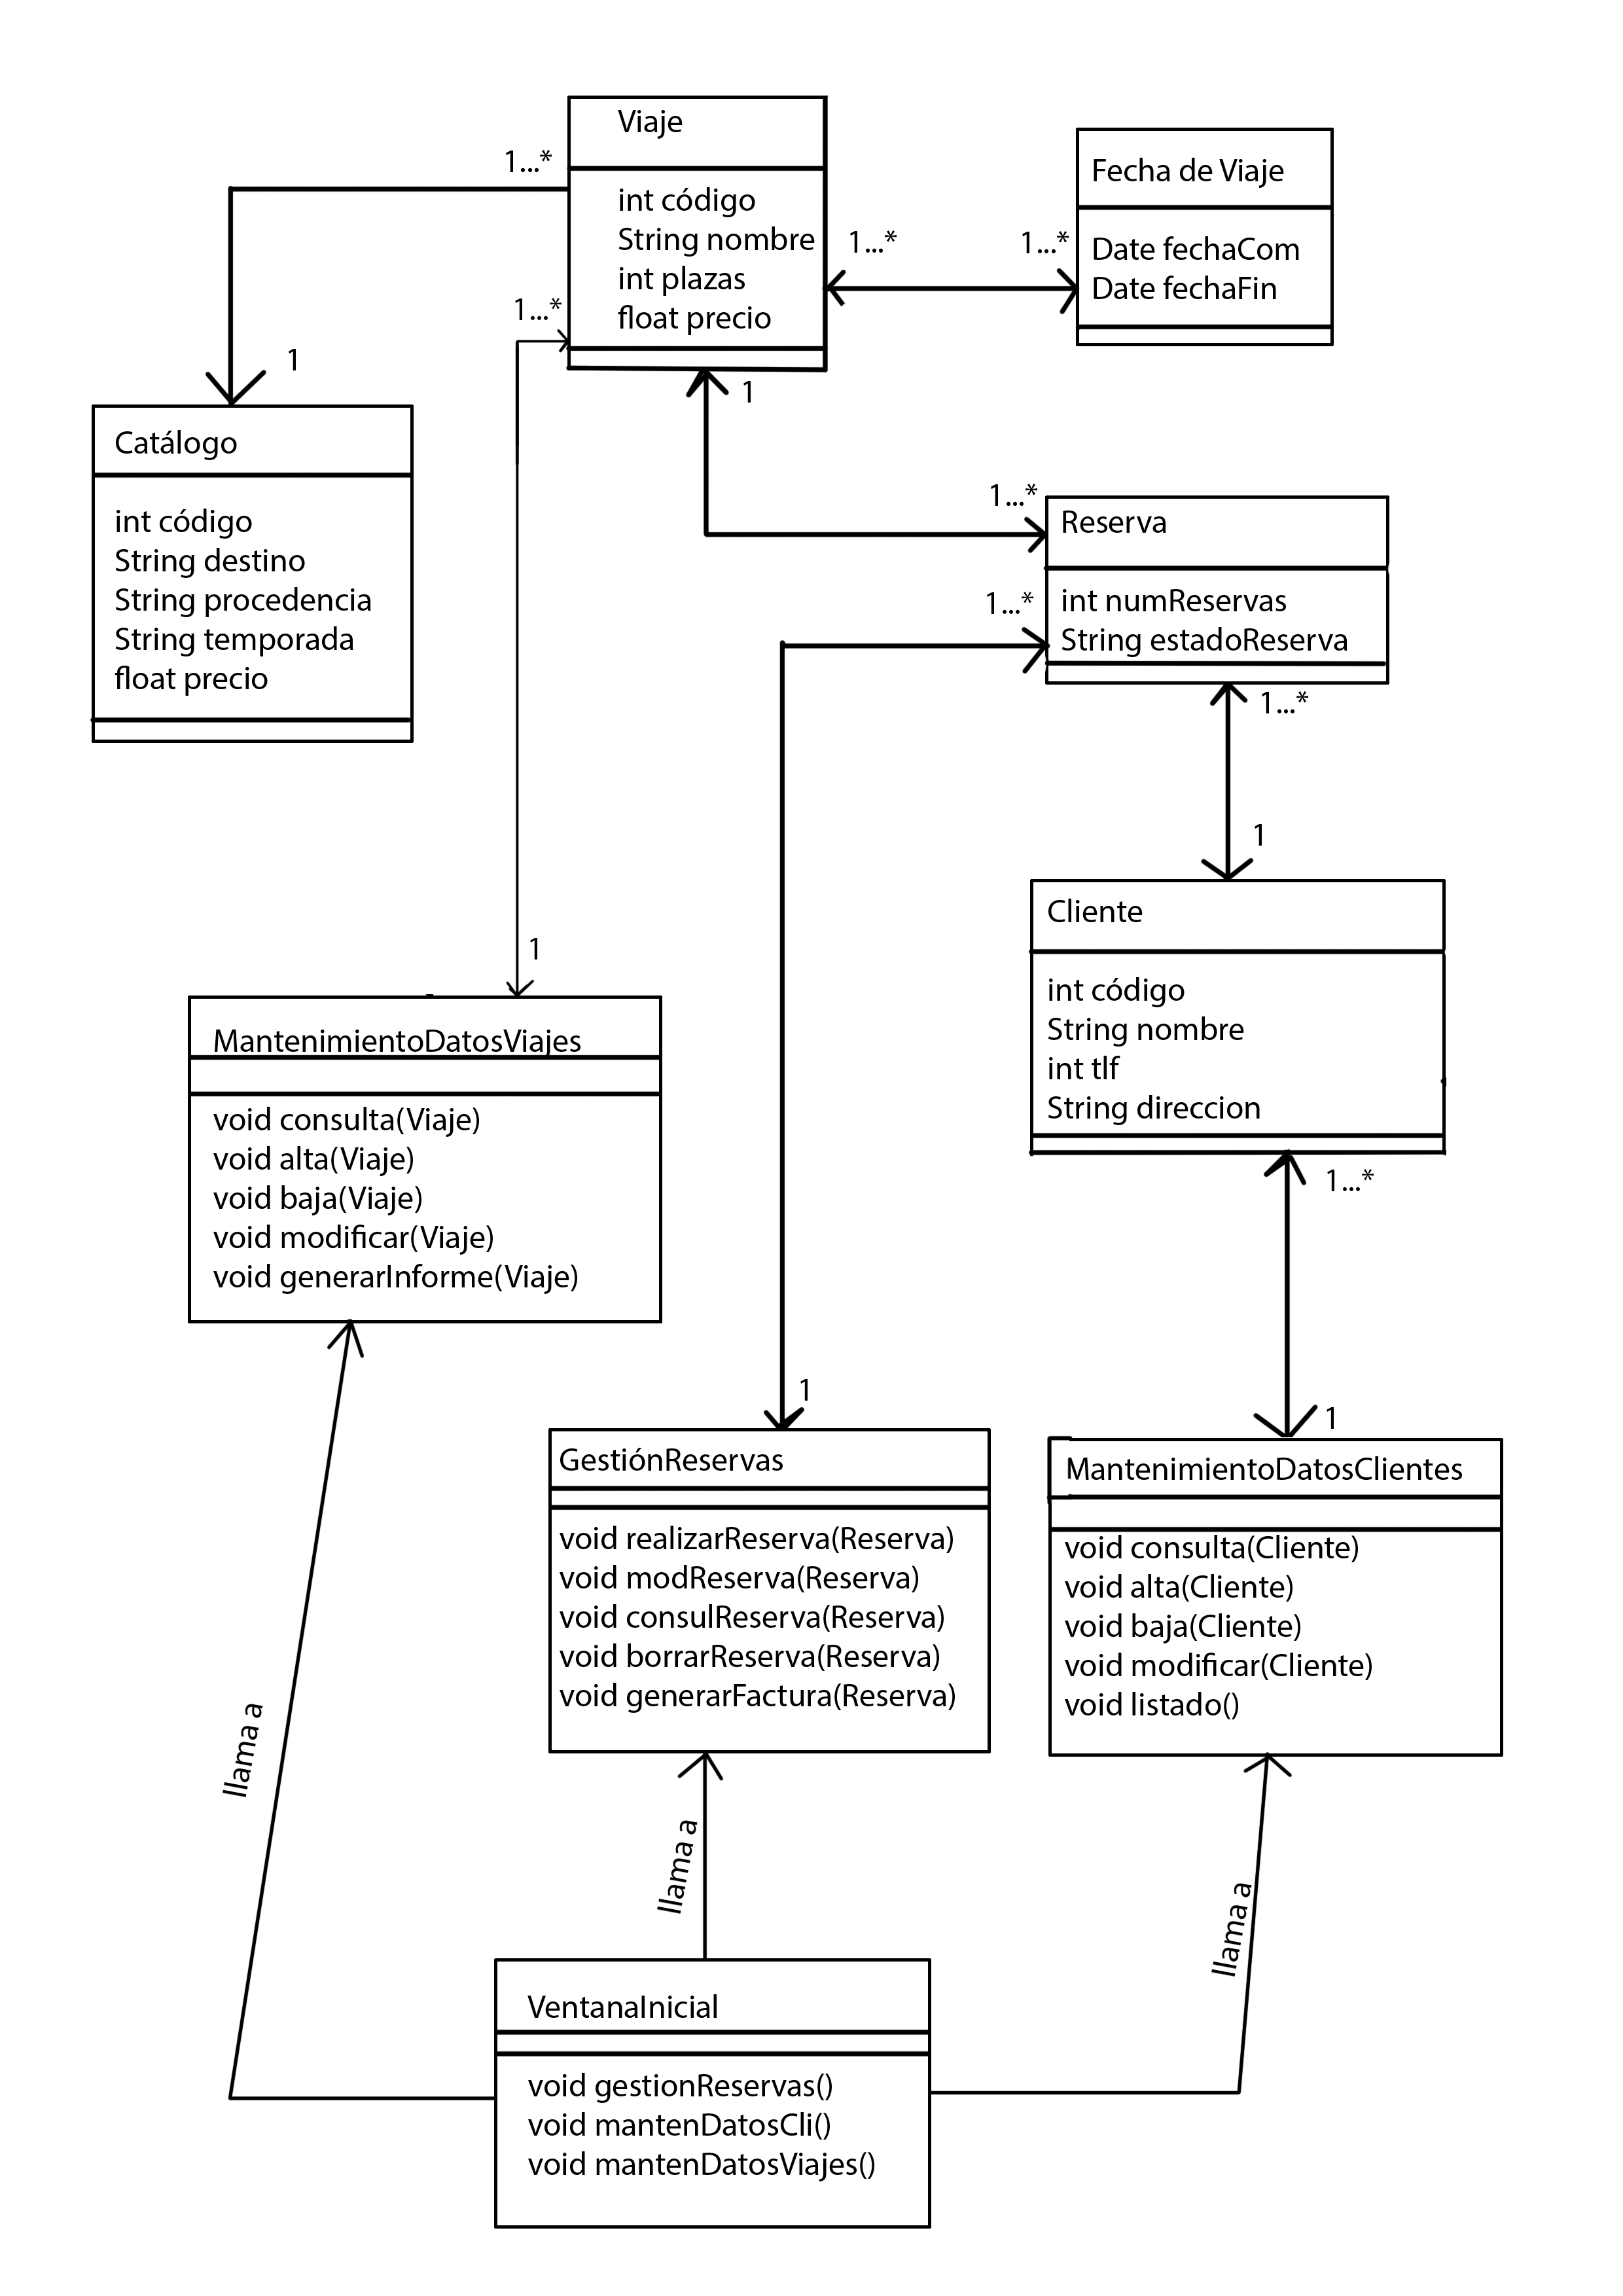 Viaje
int código
String nombre
int plazas
float precio
Fecha de Viaje
Date fechaCom
Date fechaFin
1...*
1
1...*
1...*
1...*
1
Catálogo
int código
String destino
String procedencia
String temporada
float precio
1...*
Reserva
int numReservas
String estadoReserva
1...*
1...*
1
Cliente
int código
String nombre
int tlf
String direccion
1
MantenimientoDatosViajes
void consulta(Viaje)
void alta(Viaje)
void baja(Viaje)
void modificar(Viaje)
void generarInforme(Viaje)
1...*
1
1
GestiónReservas
void realizarReserva(Reserva)
void modReserva(Reserva)
void consulReserva(Reserva)
void borrarReserva(Reserva)
void generarFactura(Reserva)
MantenimientoDatosClientes
void consulta(Cliente)
void alta(Cliente)
void baja(Cliente)
void modificar(Cliente)
void listado()
llama a
llama a
llama a
VentanaInicial
void gestionReservas()
void mantenDatosCli()
void mantenDatosViajes()